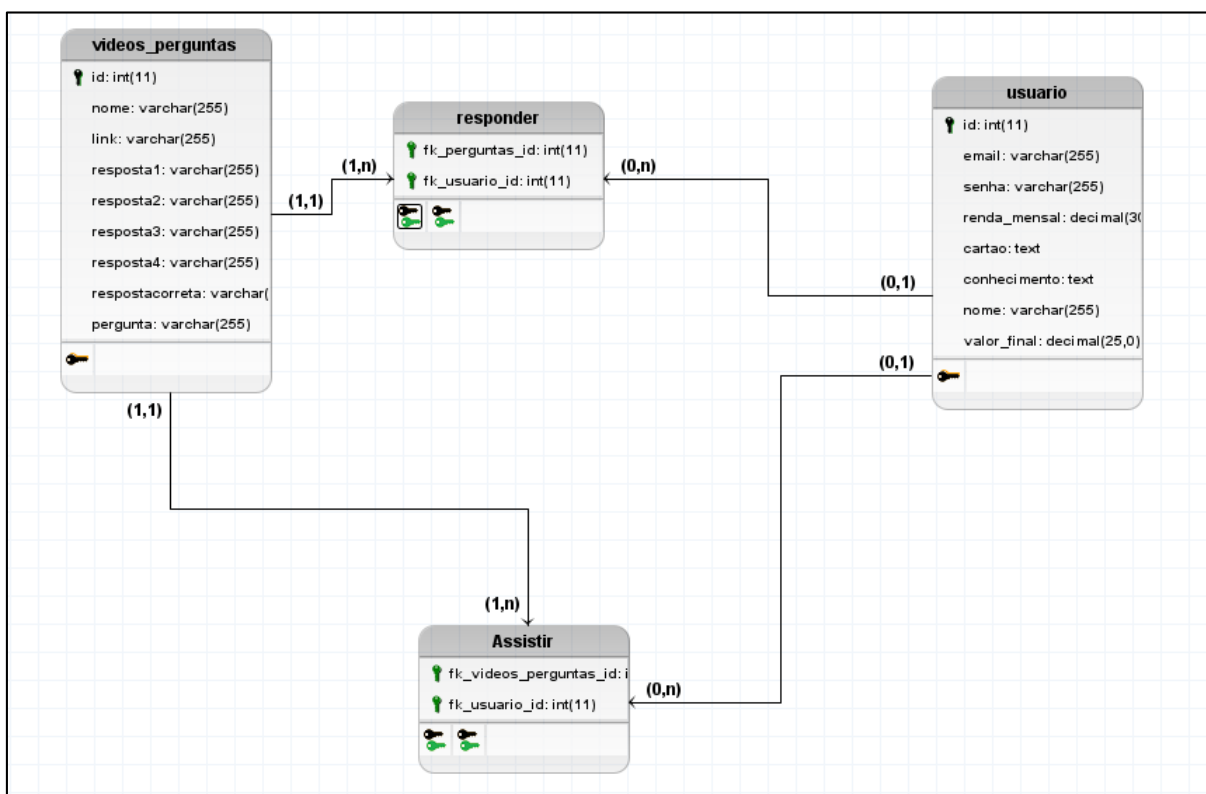 videos_perguntas
id: int(11)
nome: varchar(255)
link: varchar(255)
resposta1: varchar(255)
resposta2: varchar(255)
resposta3: varchar(255)
resposta4: varchar(255)
respostacorreta: varchar(
pergunta: varchar(255)
(1,1)
(1,n)
responder
fk_perguntas_id: int(11)
fk_usuario_id: int(11)
(0,n)
usuario
id: int(11)
email: varchar(255)
senha: varchar(255)
renda_mensal: decimal(30
cartao: text
conhecimento: text
nome: varchar(255)
valor_final: decimal(25,0)
(0,1)
(0,1)
(1,1)
(1,n)
Assistir
fk_videos_perguntas_id: i
fk_usuario_id: int(11)
(0,n)